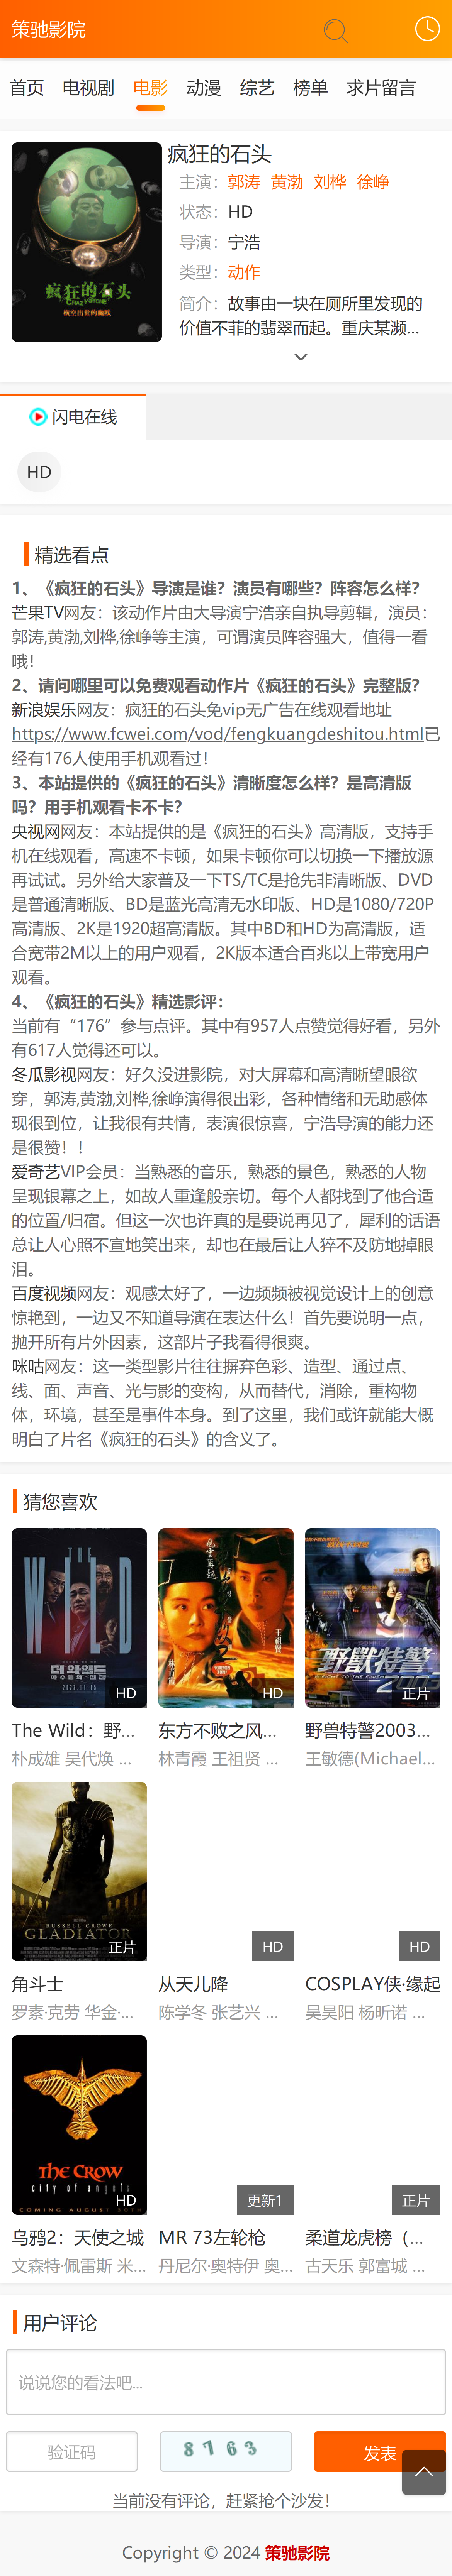 策驰影院
首页 电视剧 电影 动漫 综艺 榜单 求片留言
疯狂的石头
主演：郭涛 黄渤 刘桦 徐峥
状态：HD
导演：宁浩
类型：动作
简介：故事由一块在厕所里发现的
价值不菲的翡翠而起。重庆某濒...
疯狂的石头
CRAZY STONE
横空出世的幽默
闪电在线
HD
精选看点
1、《疯狂的石头》导演是谁？演员有哪些？阵容怎么样？
芒果TV网友：该动作片由大导演宁浩亲自执导剪辑，演员：
郭涛,黄渤,刘桦,徐峥等主演，可谓演员阵容强大，值得一看
哦！
2、请问哪里可以免费观看动作片《疯狂的石头》完整版？
新浪娱乐网友：疯狂的石头免vip无广告在线观看地址
https://www.fcwei.com/vod/fengkuangdeshitou.html已
经有176人使用手机观看过！
3、本站提供的《疯狂的石头》清晰度怎么样？是高清版
吗？用手机观看卡不卡？
央视网网友：本站提供的是《疯狂的石头》高清版，支持手
机在线观看，高速不卡顿，如果卡顿你可以切换一下播放源
再试试。另外给大家普及一下TS/TC是抢先非清晰版、DVD
是普通清晰版、BD是蓝光高清无水印版、HD是1080/720P
高清版、2K是1920超高清版。其中BD和HD为高清版，适
合宽带2M以上的用户观看，2K版本适合百兆以上带宽用户
观看。
4、《疯狂的石头》精选影评：
当前有“176”参与点评。其中有957人点赞觉得好看，另外
有617人觉得还可以。
冬瓜影视网友：好久没进影院，对大屏幕和高清晰望眼欲
穿，郭涛,黄渤,刘桦,徐峥演得很出彩，各种情绪和无助感体
现很到位，让我很有共情，表演很惊喜，宁浩导演的能力还
是很赞！！
爱奇艺VIP会员：当熟悉的音乐，熟悉的景色，熟悉的人物
呈现银幕之上，如故人重逢般亲切。每个人都找到了他合适
的位置/归宿。但这一次也许真的是要说再见了，犀利的话语
总让人心照不宣地笑出来，却也在最后让人猝不及防地掉眼
泪。
百度视频网友：观感太好了，一边频频被视觉设计上的创意
惊艳到，一边又不知道导演在表达什么！首先要说明一点，
抛开所有片外因素，这部片子我看得很爽。
咪咕网友：这一类型影片往往摒弃色彩、造型、通过点、
线、面、声音、光与影的变构，从而替代，消除，重构物
体，环境，甚至是事件本身。到了这里，我们或许就能大概
明白了片名《疯狂的石头》的含义了。
猜您喜欢
THE
WILD
HD
HD
野獸特警
正片
The Wild：野... 东方不败之风... 野兽特警2003...
朴成雄 吴代焕 ... 林青霞 王祖贤 ... 王敏德(Michael...
RUSSELL CROWE
GLADIATOR
正片
HD
HD
角斗士 从天儿降 COSPLAY侠·缘起
罗素·克劳 华金·... 陈学冬 张艺兴 ... 吴昊阳 杨昕诺 ...
THE CROW
city of angels
HD
COMING AUGUST 30TH
更新1
正片
乌鸦2：天使之城 MR 73左轮枪 柔道龙虎榜（...
文森特·佩雷斯 米... 丹尼尔·奥特伊 奥... 古天乐 郭富城 ...
用户评论
说说您的看法吧...
验证码 8763 发表
当前没有评论，赶紧抢个沙发！
Copyright © 2024 策驰影院